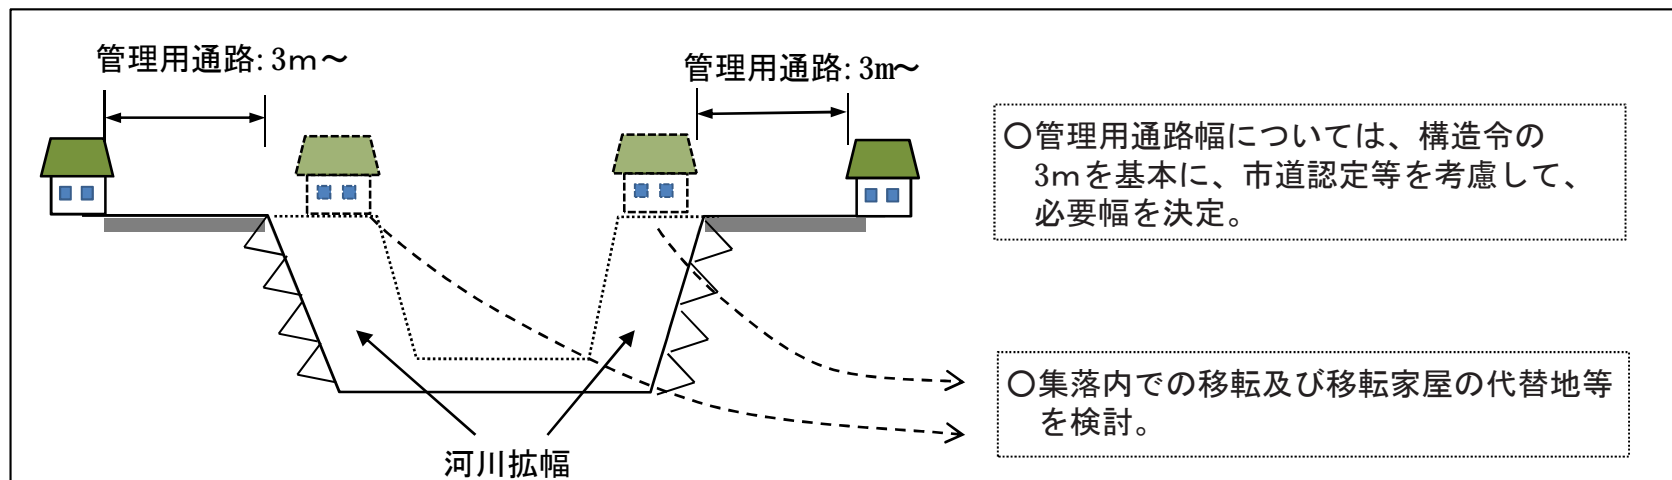 管理用通路：３ｍ～
管理用通路：3m～
〇管理用通路幅については、構造令の
3ｍを基本に、市道認定等を考慮して、
必要幅を決定。
〇集落内での移転及び移転家屋の代替地等
を検討。
河川拡幅